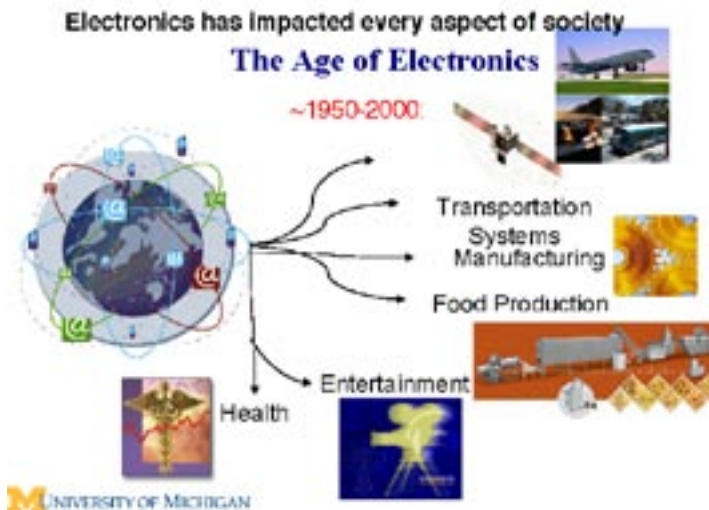 Electronics has impacted every aspect of society
The Age of Electronics
~1950-2000:
Transportation
Systems
Manufacturing
Food Production
Entertainment
Health
UNIVERSITY OF MICHIGAN